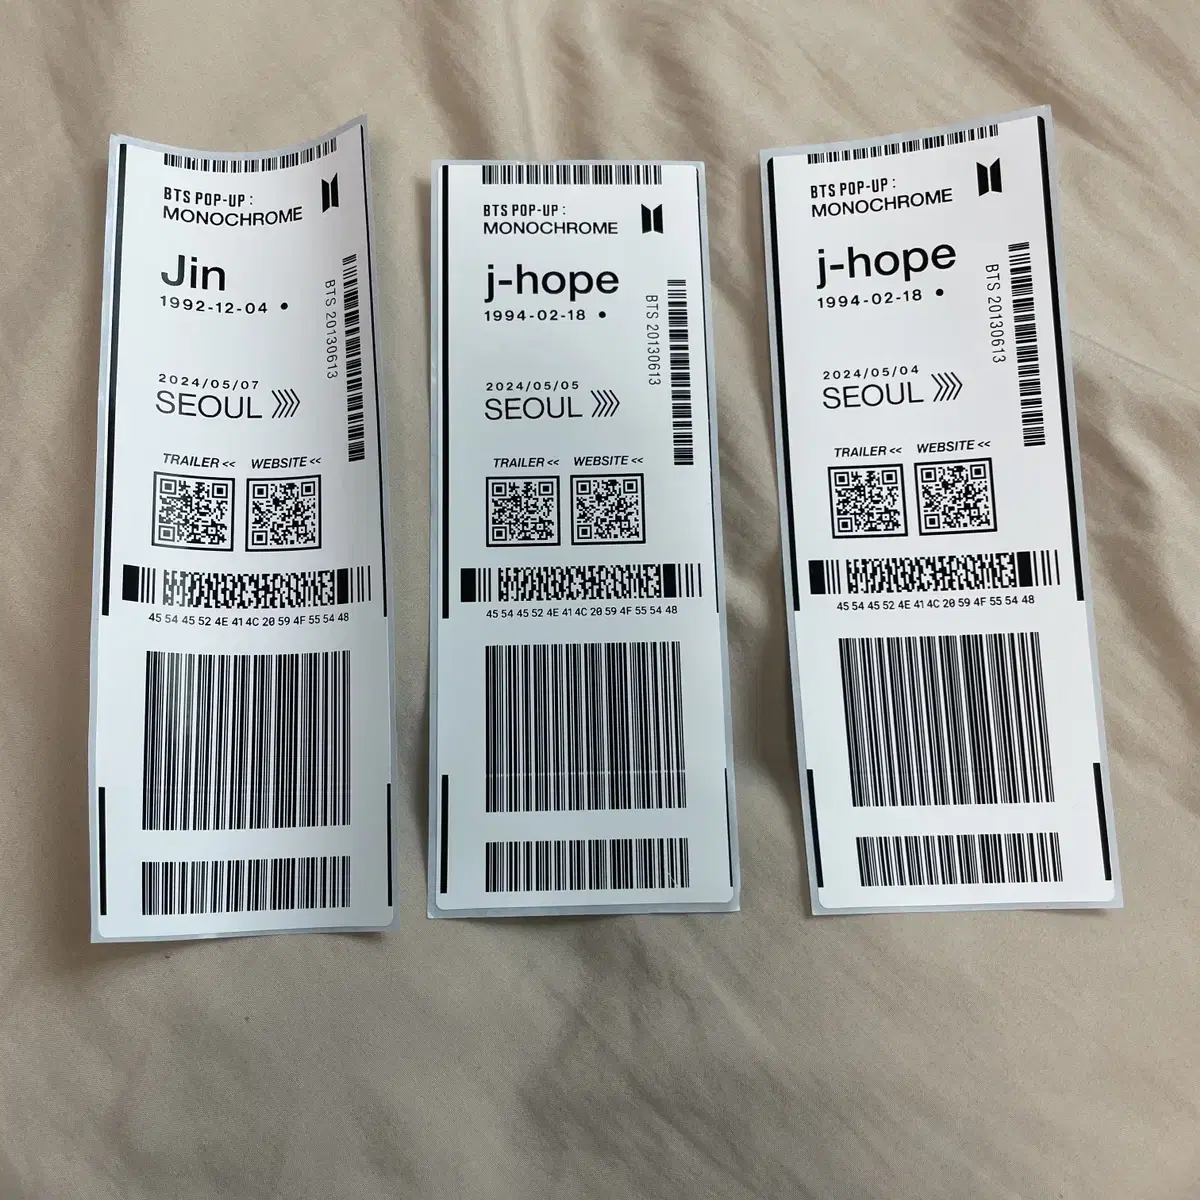 BTS POP-UP :
MONOCHROME
Jin
1992-12-04 •
BTS 20130613
2024/05/07
SEOUL
TRAILER << WEBSITE <<
45 54 45 52 4E 41 4C 20 59 4F 55 54 48
BTS POP-UP :
MONOCHROME
j-hope
1994-02-18 •
BTS 20130613
2024/05/05
SEOUL
TRAILER << WEBSITE <<
45 54 45 52 4E 41 4C 20 59 4F 55 54 48
BTS POP-UP :
MONOCHROME
j-hope
1994-02-18 •
BTS 20130613
2024/05/04
SEOUL
TRAILER << WEBSITE <<
45 54 45 52 4E 41 4C 20 59 4F 55 54 48